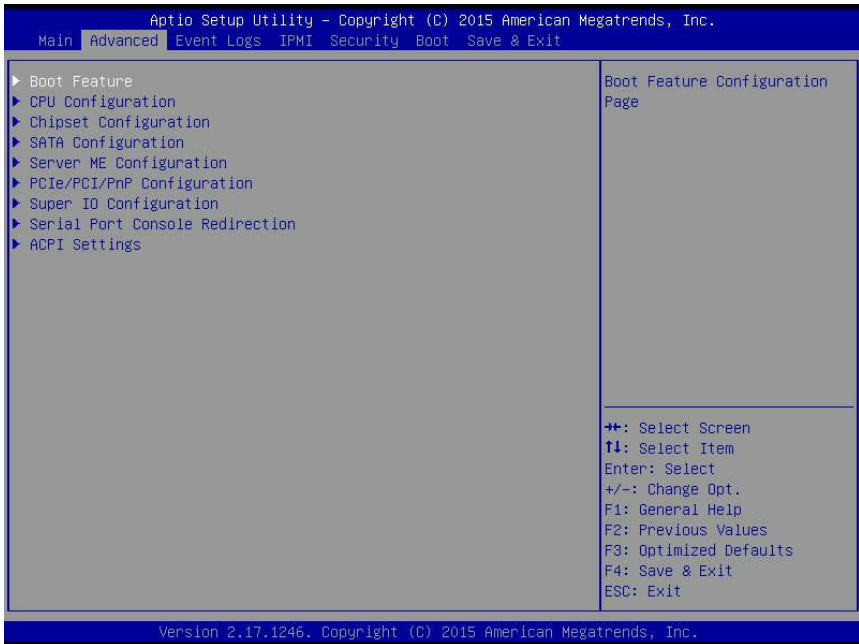 Aptio Setup Utility – Copyright (C) 2015 American Megatrends, Inc.
Main Advanced Event Logs IPMI Security Boot Save & Exit
▶ Boot Feature
▶ CPU Configuration
▶ Chipset Configuration
▶ SATA Configuration
▶ Server ME Configuration
▶ PCIe/PCI/PnP Configuration
▶ Super IO Configuration
▶ Serial Port Console Redirection
▶ ACPI Settings
Boot Feature Configuration
Page
→←: Select Screen
↑↓: Select Item
Enter: Select
+/-: Change Opt.
F1: General Help
F2: Previous Values
F3: Optimized Defaults
F4: Save & Exit
ESC: Exit
Version 2.17.1246. Copyright (C) 2015 American Megatrends, Inc.